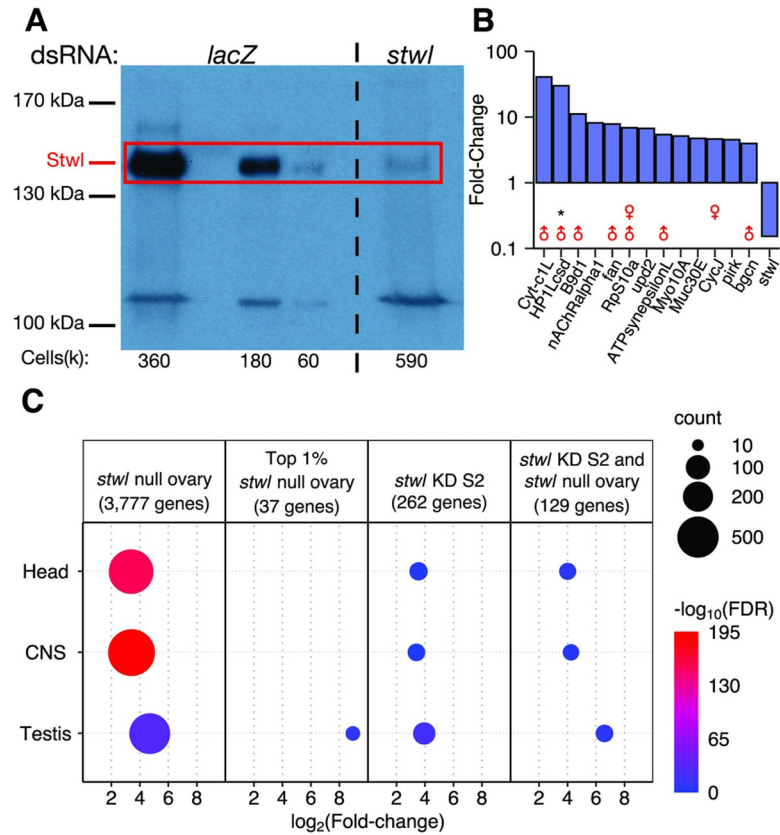 A
dsRNA:
lacZ
stwl
170 kDa
Stwl
130 kDa
100 kDa
Cells(k):
360
180
60
590
B
Fold-Change
100
10
1
0.1
*
♀
♀
♂
♂
♂
♂
♂
♂
♂
Cyt-c1L
HP1Lcsd
B9d1
nAChRalpha1
tan
RpS10a
upd2
ATPsynepsilonL
Myo10A
Muc30E
CycJ
pirk
bgcn
stwl
C
stwl null ovary
(3,777 genes)
Top 1%
stwl null ovary
(37 genes)
stwl KD S2
(262 genes)
stwl KD S2 and
stwl null ovary
(129 genes)
Head
CNS
Testis
2 4 6 8
2 4 6 8
2 4 6 8
2 4 6 8
log2(Fold-change)
count
10
100
200
500
-log10(FDR)
195
130
65
0